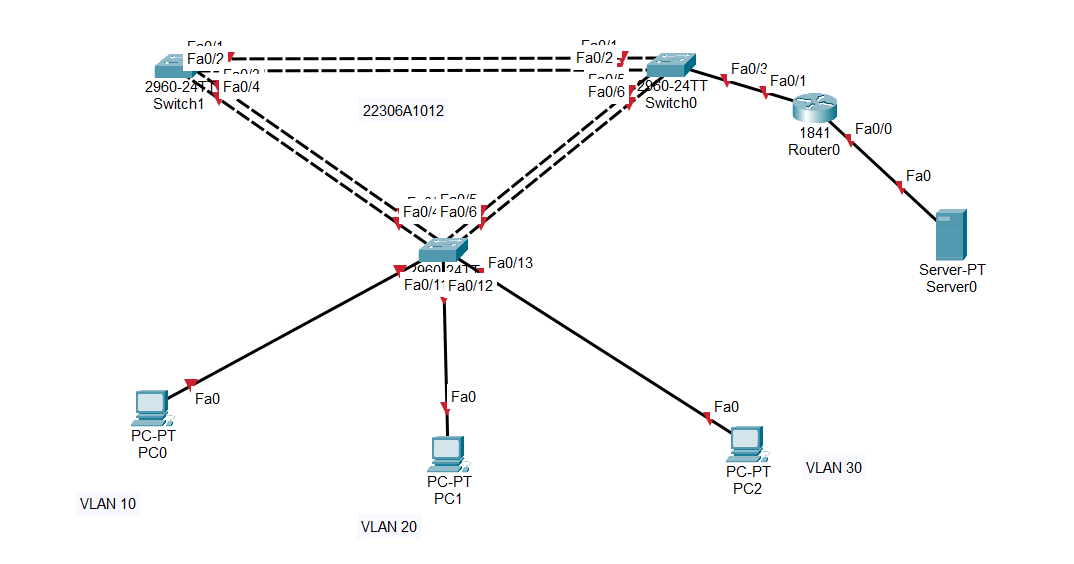 Fa0/1
Fa0/2
Fa0/4
2960-24TT
Switch1
Fa0/1
Fa0/2
Fa0/5
Fa0/6
2960-24TT
Switch0
Fa0/3
Fa0/1
1841
Router0
Fa0/0
Fa0
Server-PT
Server0
22306A1012
Fa0/5
Fa0/4
Fa0/6
2960-24TT
Fa0/11
Fa0/12
Fa0/13
Fa0
PC-PT
PC0
VLAN 10
Fa0
PC-PT
PC1
VLAN 20
Fa0
PC-PT
PC2
VLAN 30